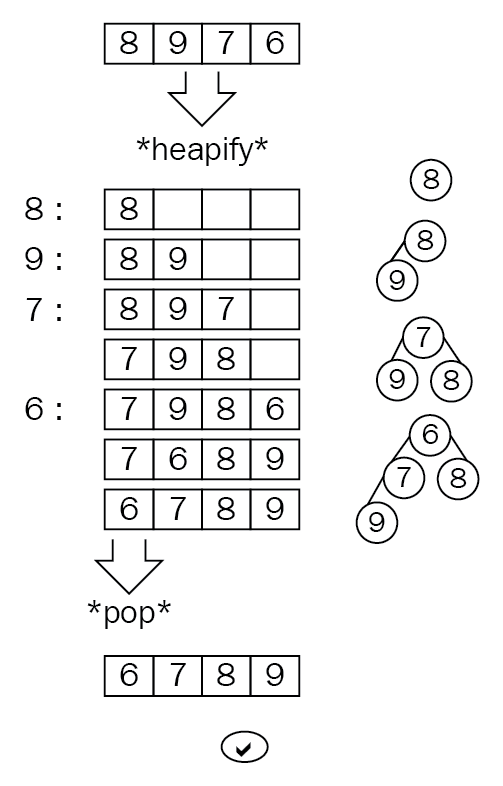 8 9 7 6
*heapify*
8
8 : 8
8
9 : 8 9
9
7 : 8 9 7
7
7 9 8
9 8
6 : 7 9 8 6
6
7 6 8 9
7 8
6 7 8 9
9
*pop*
6 7 8 9